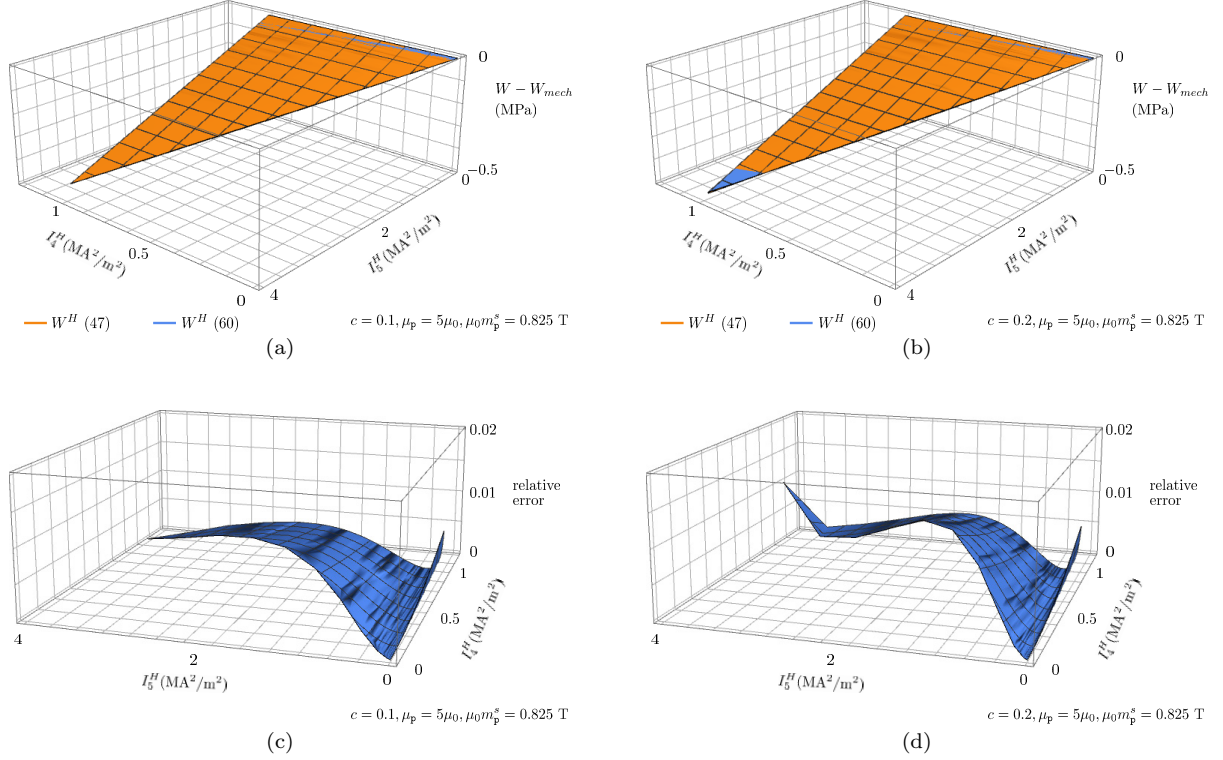 0
W − W_mech
(MPa)
−0.5
0
1
I_4^H (MA²/m²)
0.5
0
2
I_5^H (MA²/m²)
4
W^H (47)
W^H (60)
c = 0.1, μ_p = 5μ_0, μ_0 m_p^s = 0.825 T
(a)
0
W − W_mech
(MPa)
−0.5
0
1
I_4^H (MA²/m²)
0.5
0
2
I_5^H (MA²/m²)
4
W^H (47)
W^H (60)
c = 0.2, μ_p = 5μ_0, μ_0 m_p^s = 0.825 T
(b)
0.02
0.01
relative
error
0
1
0.5
I_4^H (MA²/m²)
0
4
2
0
I_5^H (MA²/m²)
c = 0.1, μ_p = 5μ_0, μ_0 m_p^s = 0.825 T
(c)
0.02
0.01
relative
error
0
1
0.5
I_4^H (MA²/m²)
0
4
2
0
I_5^H (MA²/m²)
c = 0.2, μ_p = 5μ_0, μ_0 m_p^s = 0.825 T
(d)